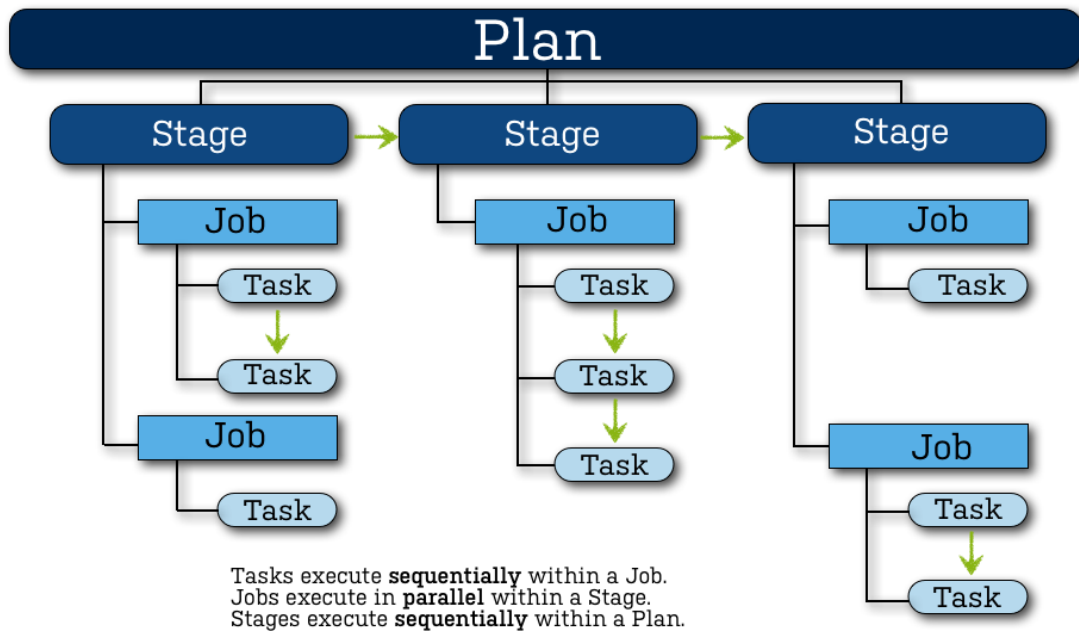 Plan
Stage
Stage
Stage
Job
Job
Job
Task
Task
Task
Task
Task
Job
Job
Task
Task
Task
Task
Tasks execute sequentially within a Job.
Jobs execute in parallel within a Stage.
Stages execute sequentially within a Plan.